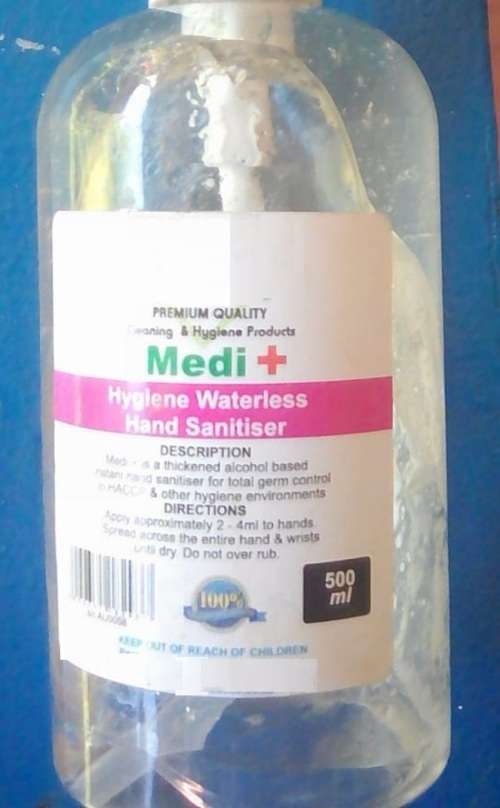 PREMIUM QUALITY
Cleaning & Hygiene Products
Medi +
Hygiene Waterless
Hand Sanitiser
DESCRIPTION
Medi + is a thickened alcohol based
instant hand sanitiser for total germ control
in HACCP & other hygiene environments
DIRECTIONS
Apply approximately 2 - 4ml to hands.
Spread across the entire hand & wrists
until dry. Do not over rub.
100%
500
ml
KEEP OUT OF REACH OF CHILDREN